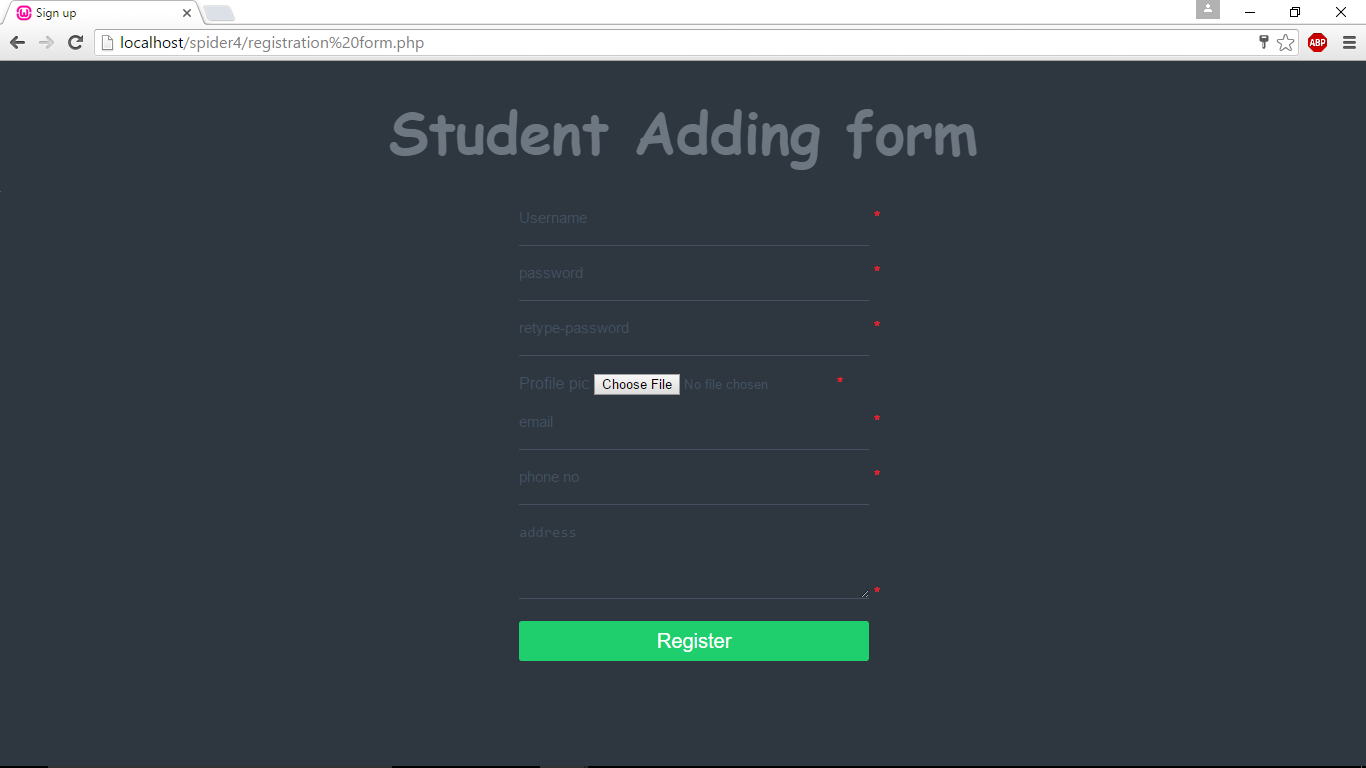 Sign up
localhost/spider4/registration%20form.php
ABP
Student Adding form
Username *
password *
retype-password *
Profile pic Choose File No file chosen *
email *
phone no *
address
*
Register